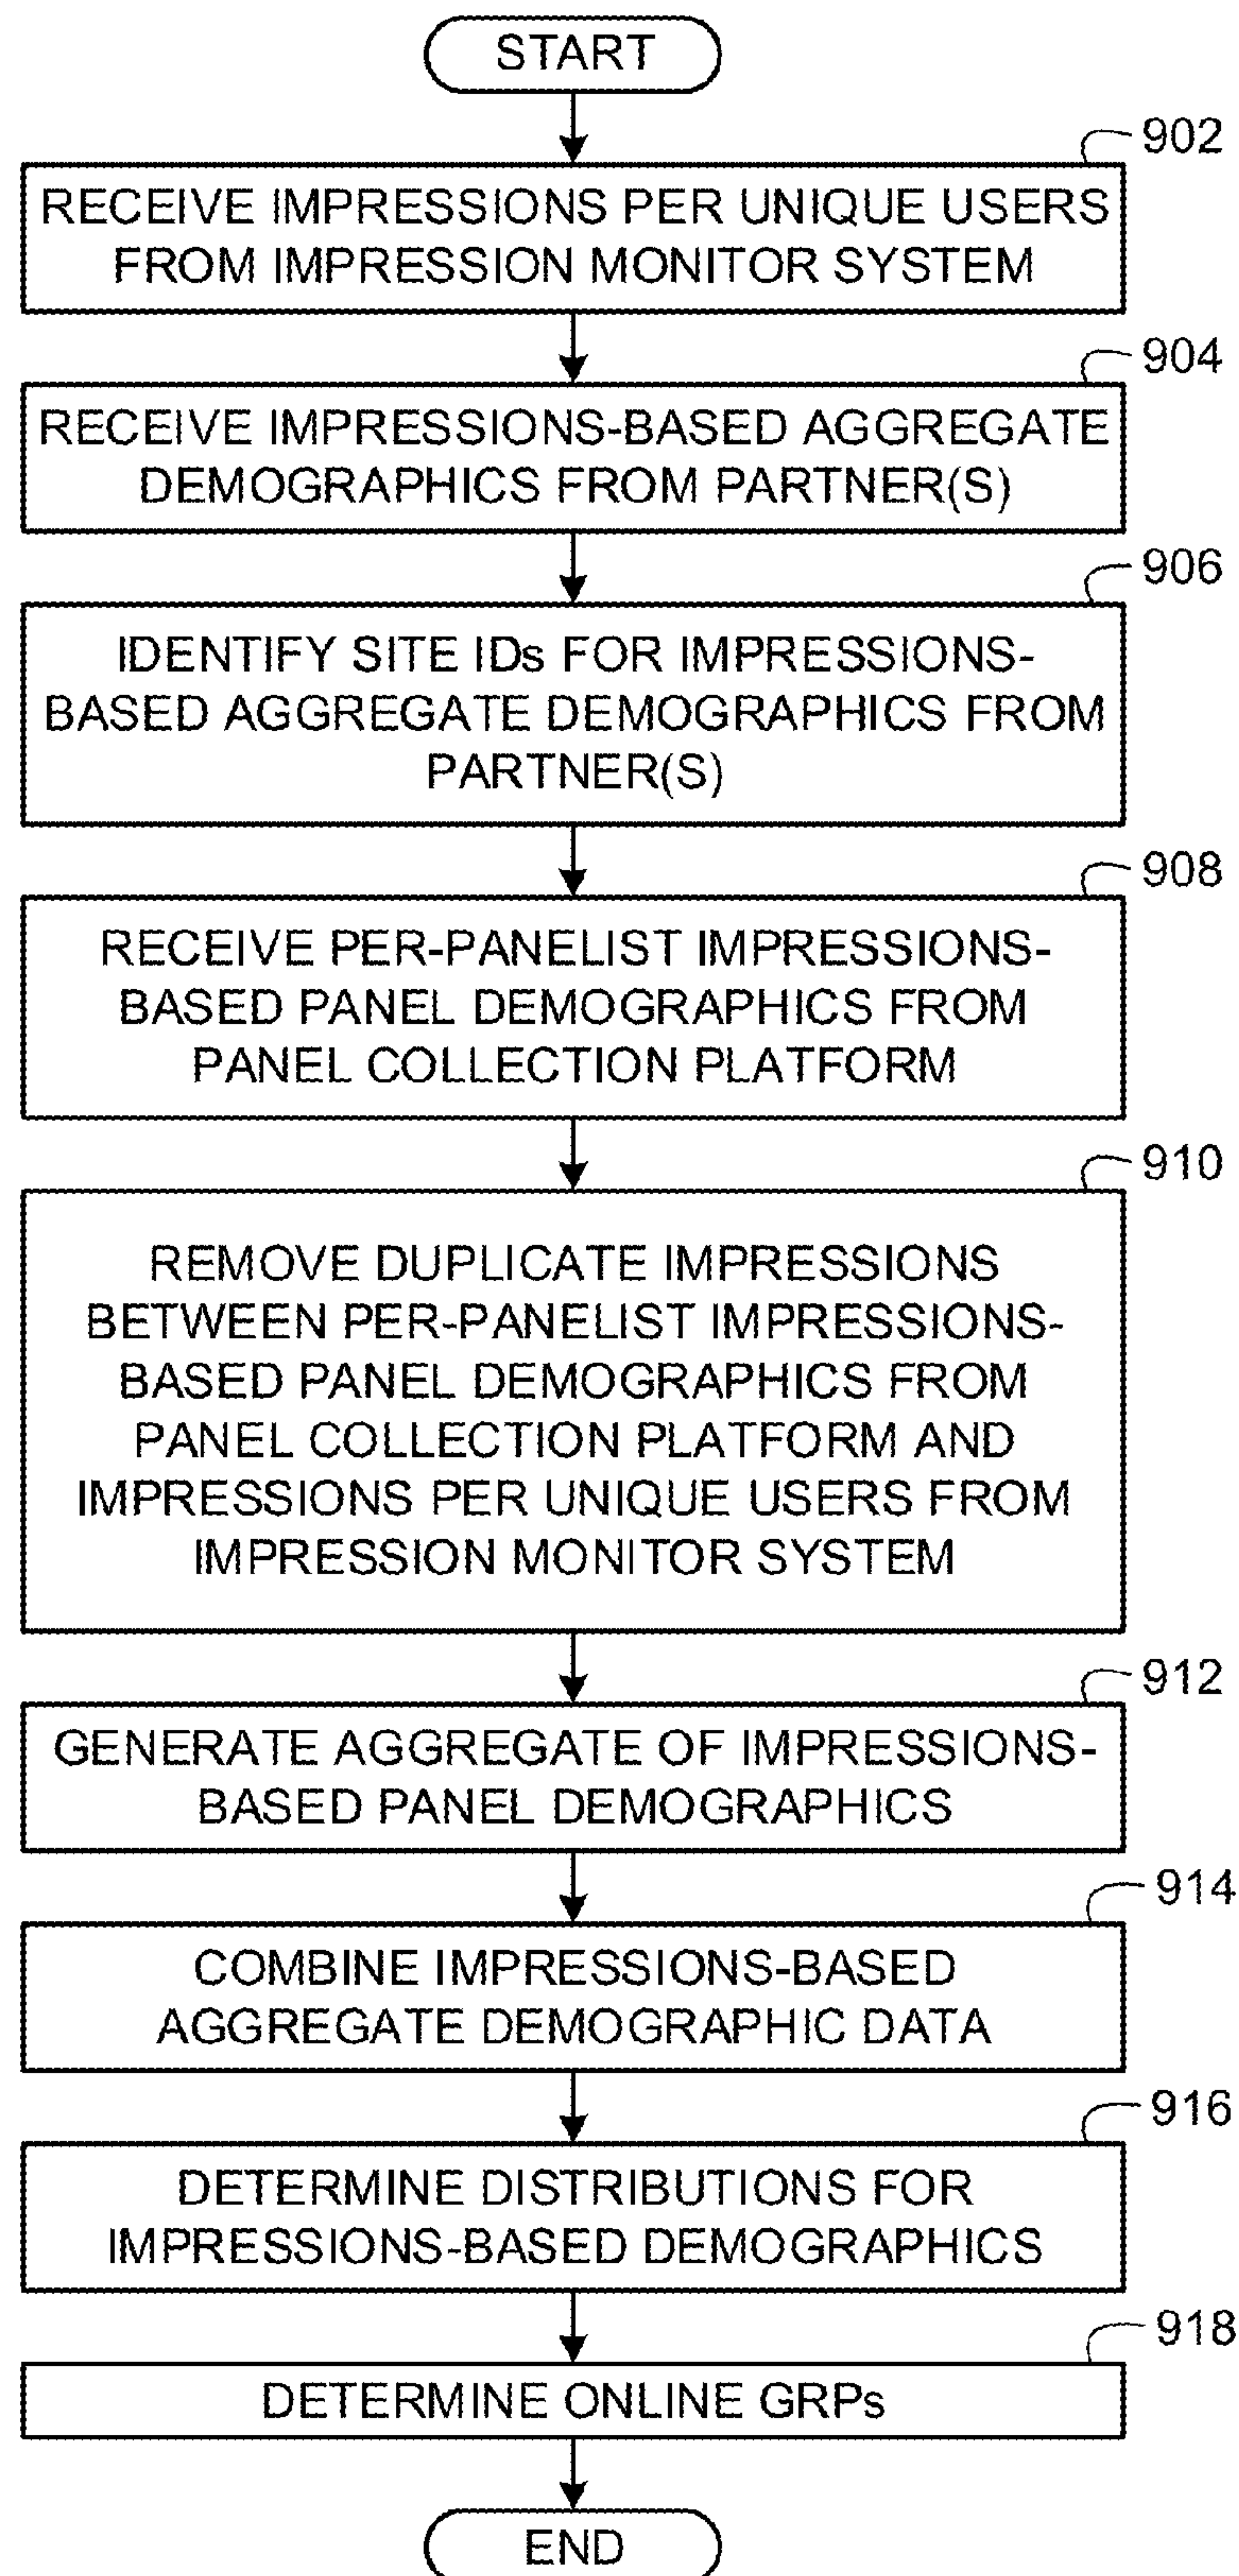 START
902
RECEIVE IMPRESSIONS PER UNIQUE USERS
FROM IMPRESSION MONITOR SYSTEM
904
RECEIVE IMPRESSIONS-BASED AGGREGATE
DEMOGRAPHICS FROM PARTNER(S)
906
IDENTIFY SITE IDs FOR IMPRESSIONS-
BASED AGGREGATE DEMOGRAPHICS FROM
PARTNER(S)
908
RECEIVE PER-PANELIST IMPRESSIONS-
BASED PANEL DEMOGRAPHICS FROM
PANEL COLLECTION PLATFORM
910
REMOVE DUPLICATE IMPRESSIONS
BETWEEN PER-PANELIST IMPRESSIONS-
BASED PANEL DEMOGRAPHICS FROM
PANEL COLLECTION PLATFORM AND
IMPRESSIONS PER UNIQUE USERS FROM
IMPRESSION MONITOR SYSTEM
912
GENERATE AGGREGATE OF IMPRESSIONS-
BASED PANEL DEMOGRAPHICS
914
COMBINE IMPRESSIONS-BASED
AGGREGATE DEMOGRAPHIC DATA
916
DETERMINE DISTRIBUTIONS FOR
IMPRESSIONS-BASED DEMOGRAPHICS
918
DETERMINE ONLINE GRPs
END